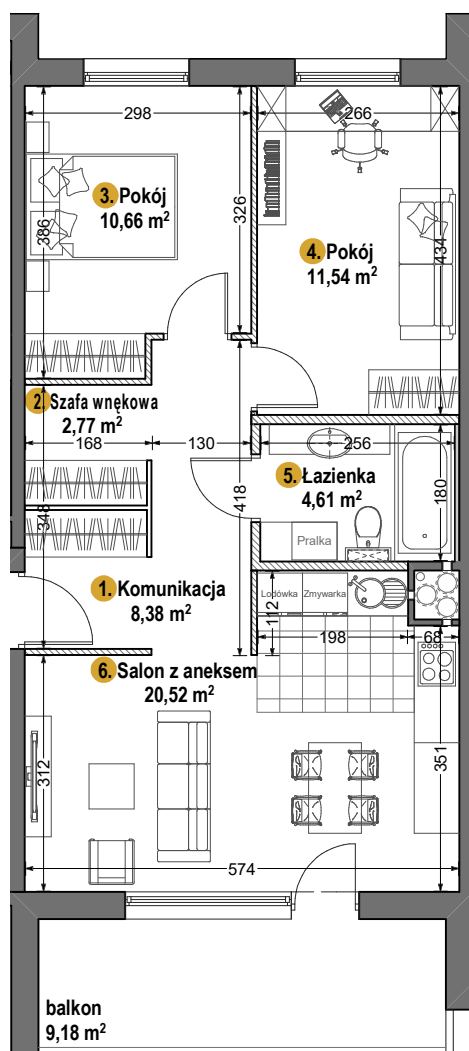 298
266
3. Pokój
10,66 m²
386
326
4. Pokój
11,54 m²
434
2. Szafa wnękowa
2,77 m²
168
130
256
5. Łazienka
4,61 m²
180
418
348
Pralka
1. Komunikacja
8,38 m²
Lodówka
Zmywarka
112
198
68
6. Salon z aneksem
20,52 m²
312
351
574
balkon
9,18 m²